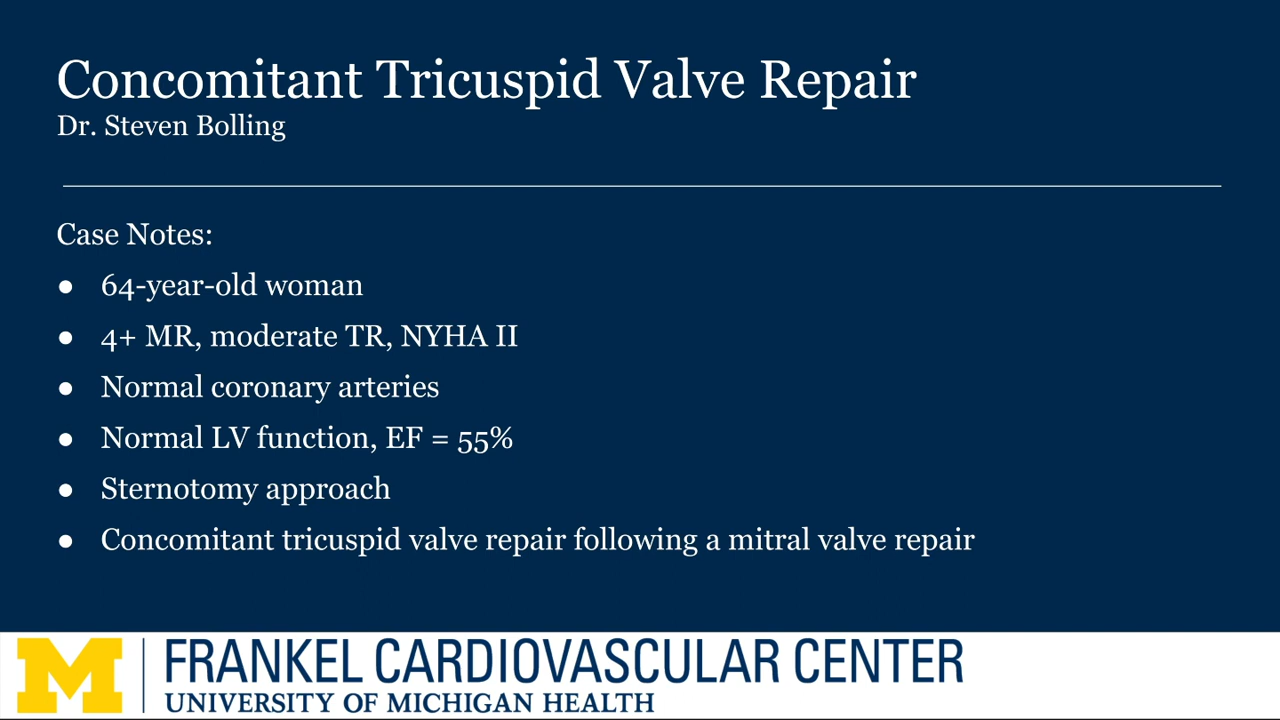 Concomitant Tricuspid Valve Repair
Dr. Steven Bolling
Case Notes:
● 64-year-old woman
● 4+ MR, moderate TR, NYHA II
● Normal coronary arteries
● Normal LV function, EF = 55%
● Sternotomy approach
● Concomitant tricuspid valve repair following a mitral valve repair
M
FRANKEL CARDIOVASCULAR CENTER
UNIVERSITY OF MICHIGAN HEALTH